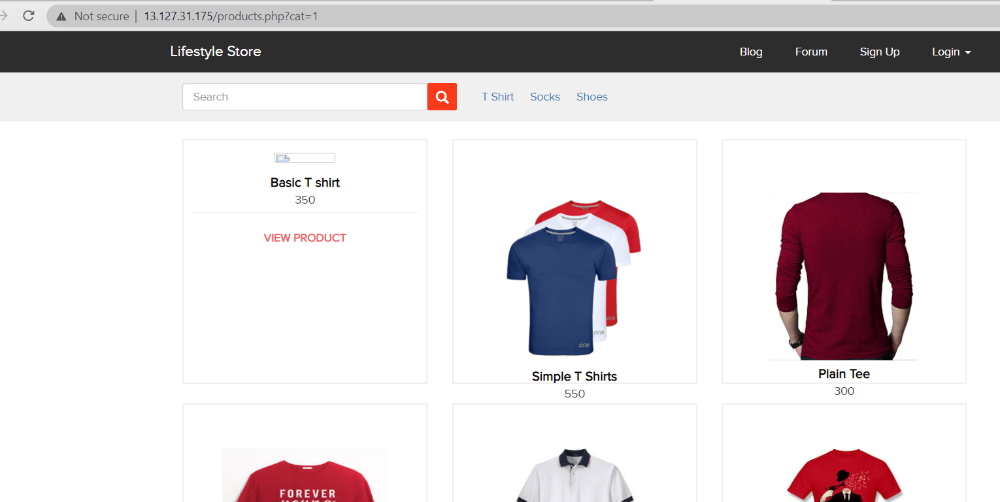 Not secure | 13.127.31.175/products.php?cat=1
Lifestyle Store
Blog Forum Sign Up Login
Search
T Shirt Socks Shoes
Basic T shirt
350
VIEW PRODUCT
Simple T Shirts
550
Plain Tee
300
FOREVER